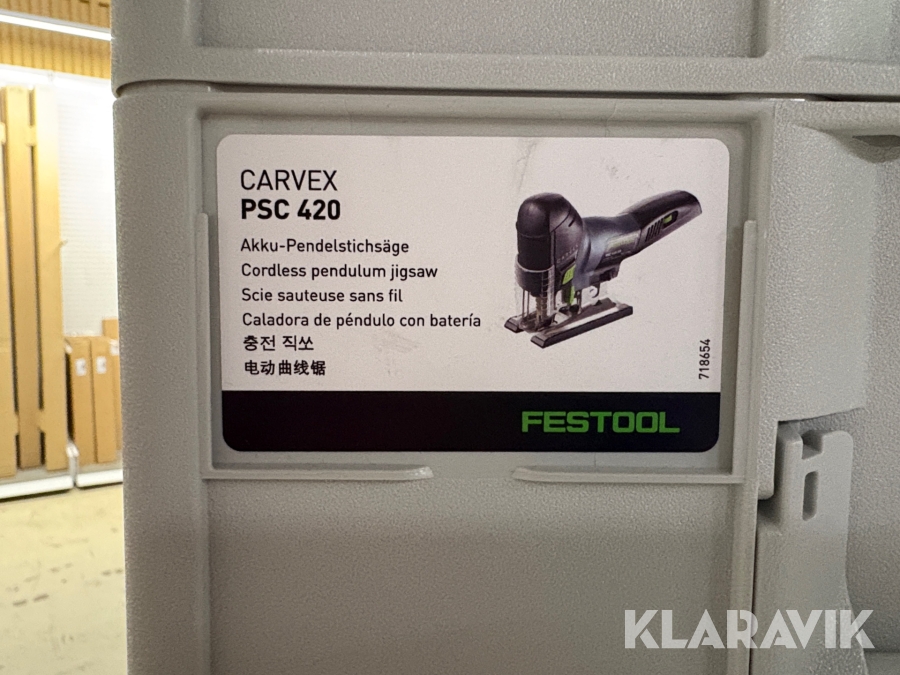 CARVEX
PSC 420
Akku-Pendelstichsäge
Cordless pendulum jigsaw
Scie sauteuse sans fil
Caladora de péndulo con batería
충전 직쏘
电动曲线锯
718654
FESTOOL
KLARAVIK